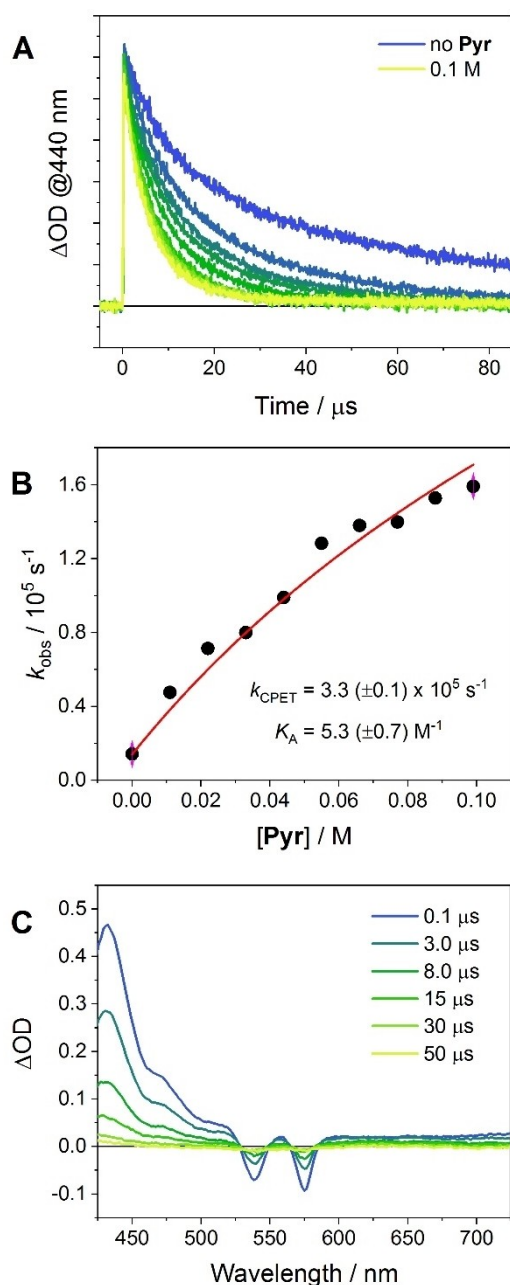 A
no Pyr
0.1 M
ΔOD @440 nm
0 20 40 60 80
Time / μs
B
1.6
1.2
0.8
0.4
0.0
k_obs / 10⁵ s⁻¹
k_CPET = 3.3 (±0.1) x 10⁵ s⁻¹
K_A = 5.3 (±0.7) M⁻¹
0.00 0.02 0.04 0.06 0.08 0.10
[Pyr] / M
C
0.5
0.4
0.3
0.2
0.1
0.0
-0.1
ΔOD
0.1 μs
3.0 μs
8.0 μs
15 μs
30 μs
50 μs
450 500 550 600 650 700
Wavelength / nm